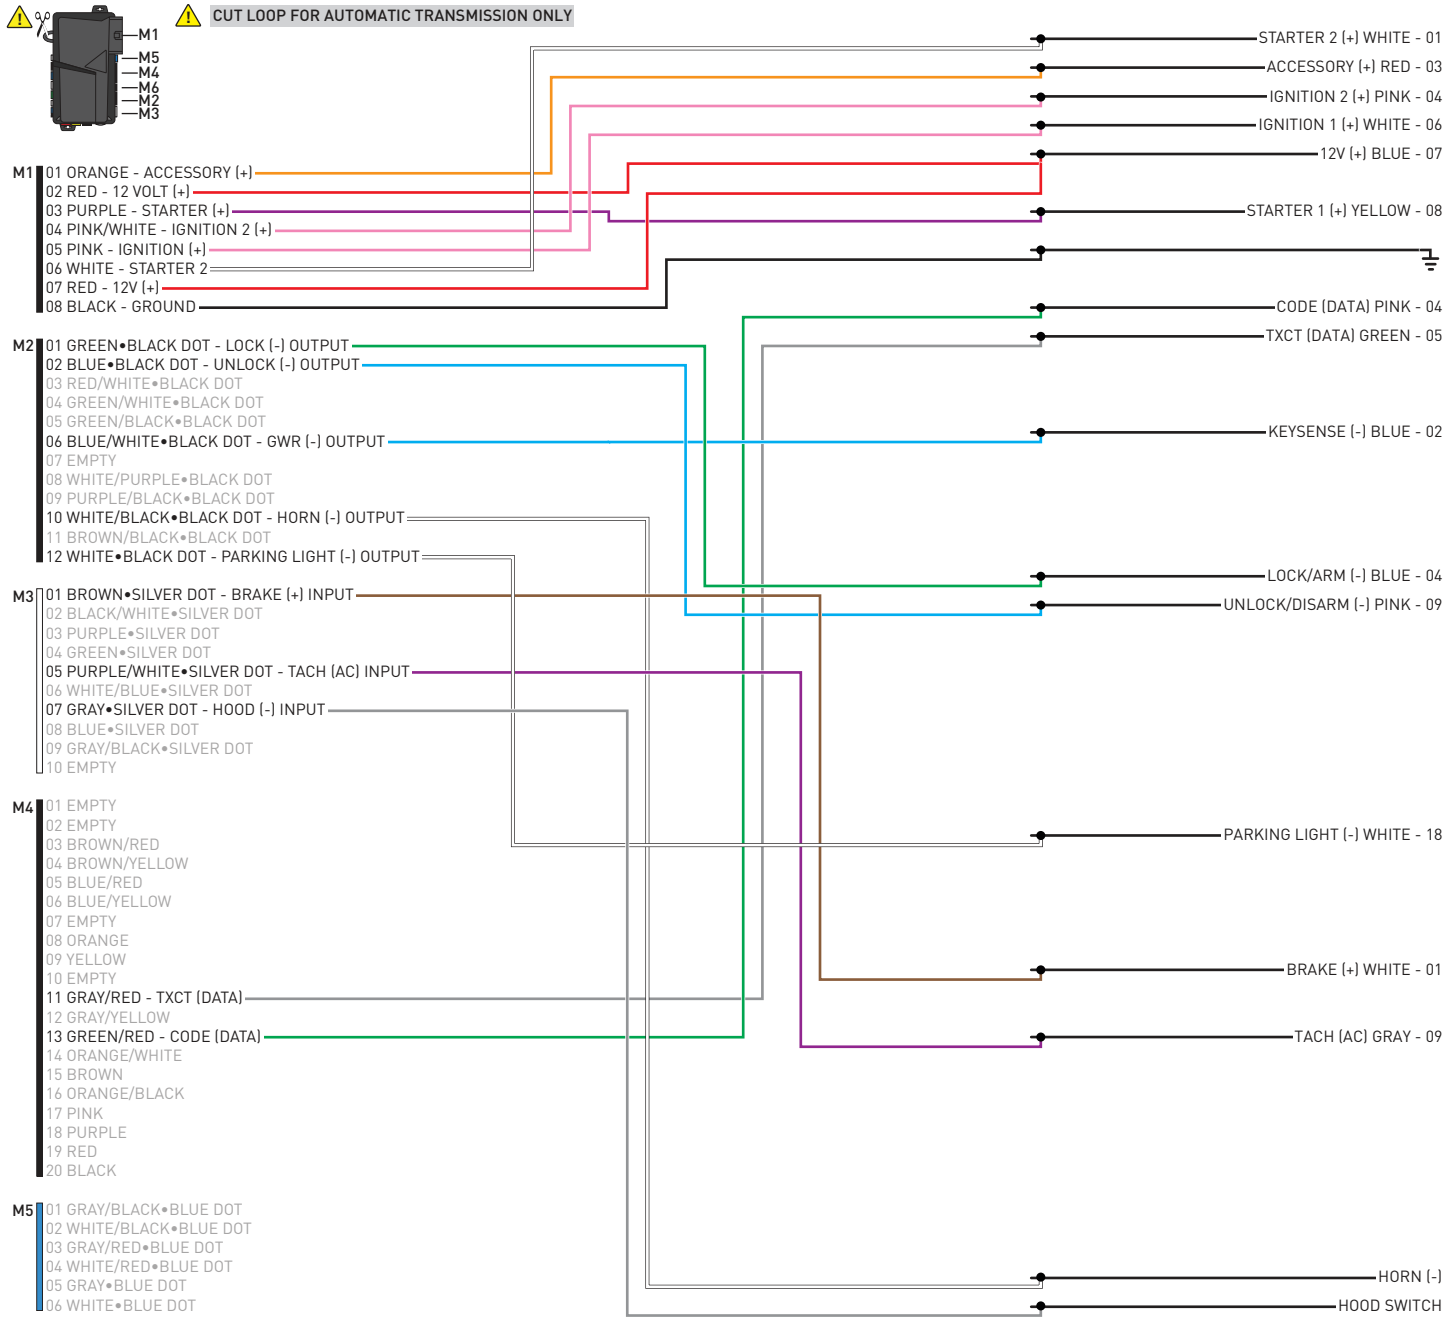 CUT LOOP FOR AUTOMATIC TRANSMISSION ONLY
M1
M5
M4
M6
M2
M3
M1
01 ORANGE - ACCESSORY (+)
02 RED - 12 VOLT (+)
03 PURPLE - STARTER (+)
04 PINK/WHITE - IGNITION 2 (+)
05 PINK - IGNITION (+)
06 WHITE - STARTER 2
07 RED - 12V (+)
08 BLACK - GROUND
M2
01 GREEN•BLACK DOT - LOCK (-) OUTPUT
02 BLUE•BLACK DOT - UNLOCK (-) OUTPUT
03 RED/WHITE•BLACK DOT
04 GREEN/WHITE•BLACK DOT
05 GREEN/BLACK•BLACK DOT
06 BLUE/WHITE•BLACK DOT - GWR (-) OUTPUT
07 EMPTY
08 WHITE/PURPLE•BLACK DOT
09 PURPLE/BLACK•BLACK DOT
10 WHITE/BLACK•BLACK DOT - HORN (-) OUTPUT
11 BROWN/BLACK•BLACK DOT
12 WHITE•BLACK DOT - PARKING LIGHT (-) OUTPUT
M3
01 BROWN•SILVER DOT - BRAKE (+) INPUT
02 BLACK/WHITE•SILVER DOT
03 PURPLE•SILVER DOT
04 GREEN•SILVER DOT
05 PURPLE/WHITE•SILVER DOT - TACH (AC) INPUT
06 WHITE/BLUE•SILVER DOT
07 GRAY•SILVER DOT - HOOD (-) INPUT
08 BLUE•SILVER DOT
09 GRAY/BLACK•SILVER DOT
10 EMPTY
M4
01 EMPTY
02 EMPTY
03 BROWN/RED
04 BROWN/YELLOW
05 BLUE/RED
06 BLUE/YELLOW
07 EMPTY
08 ORANGE
09 YELLOW
10 EMPTY
11 GRAY/RED - TXCT (DATA)
12 GRAY/YELLOW
13 GREEN/RED - CODE (DATA)
14 ORANGE/WHITE
15 BROWN
16 ORANGE/BLACK
17 PINK
18 PURPLE
19 RED
20 BLACK
M5
01 GRAY/BLACK•BLUE DOT
02 WHITE/BLACK•BLUE DOT
03 GRAY/RED•BLUE DOT
04 WHITE/RED•BLUE DOT
05 GRAY•BLUE DOT
06 WHITE•BLUE DOT
STARTER 2 (+) WHITE - 01
ACCESSORY (+) RED - 03
IGNITION 2 (+) PINK - 04
IGNITION 1 (+) WHITE - 06
12V (+) BLUE - 07
STARTER 1 (+) YELLOW - 08
CODE (DATA) PINK - 04
TXCT (DATA) GREEN - 05
KEYSENSE (-) BLUE - 02
LOCK/ARM (-) BLUE - 04
UNLOCK/DISARM (-) PINK - 09
PARKING LIGHT (-) WHITE - 18
BRAKE (+) WHITE - 01
TACH (AC) GRAY - 09
HORN (-)
HOOD SWITCH